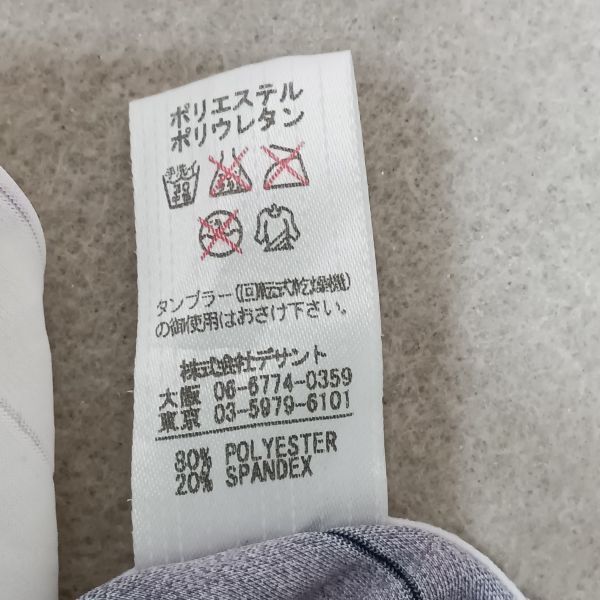 ポリエステル
ポリウレタン
手洗イ
タンブラー(回転式乾燥機)
の御使用はおさけ下さい。
株式会社デサント
大阪 06-6774-0359
東京 03-5979-6101
80% POLYESTER
20% SPANDEX